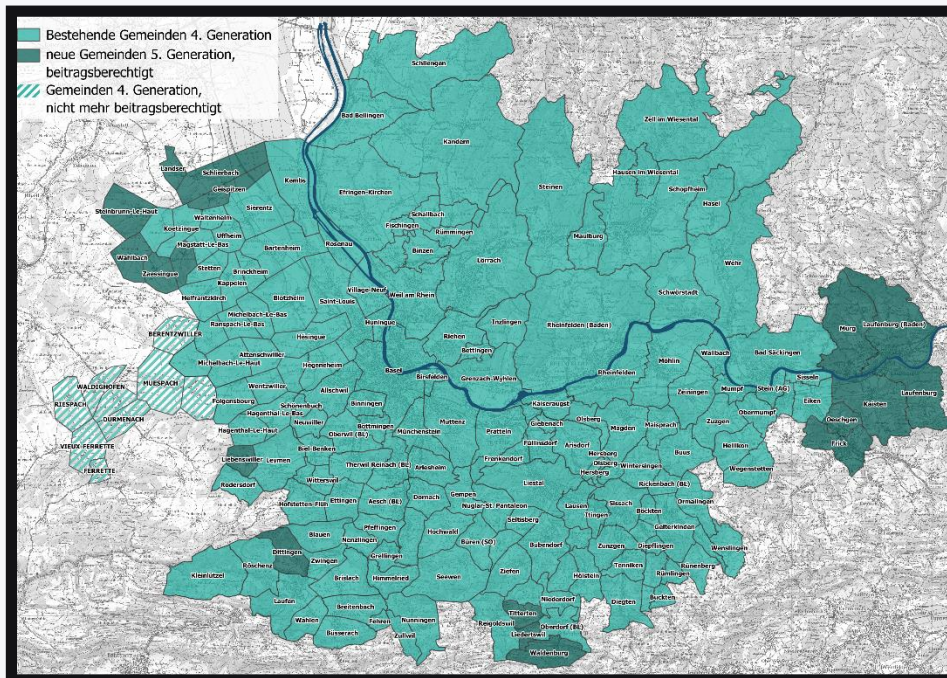 Bestehende Gemeinden 4. Generation
neue Gemeinden 5. Generation,
beitragsberechtigt
Gemeinden 4. Generation,
nicht mehr beitragsberechtigt
Schliengen
Bad Bellingen
Zell im Wiesental
Kandern
Landser
Schlierbach
Geispitzen
Kembs
Efringen-Kirchen
Steinen
Hausen im Wiesental
Schopfheim
Hasel
Steinbrunn-Le-Haut
Waltenheim
Sierentz
Schallbach
Fischingen
Rümmingen
Koetzingue
Uffheim
Magstatt-Le-Bas
Bartenheim
Rosenau
Binzen
Lörrach
Maulburg
Wahlbach
Zaessingue
Stetten
Brinckheim
Kappelen
Wehr
Helfrantzkirch
Blotzheim
Saint-Louis
Village-Neuf
Weil am Rhein
Schwörstadt
Michelbach-Le-Bas
Ranspach-Le-Bas
Huningue
Inzlingen
Rheinfelden (Baden)
Murg
Laufenburg (Baden)
BERENTZWILLER
Hésingue
Riehen
Bettingen
Wallbach
Bad Säckingen
Attenschwiller
Michelbach-Le-Haut
Hégenheim
Basel
Birsfelden
Grenzach-Wyhlen
Rheinfelden
Möhlin
Sisseln
WALDIGHOFEN
MUESPACH
RIESPACH
Folgensbourg
Wentzwiller
Allschwil
Zeiningen
Mumpf
Stein (AG)
Eiken
Kaisten
Laufenburg
Schönenbuch
Hagenthal-Le-Bas
Neuwiller
Binningen
Kaiseraugst
DURMENACH
Hagenthal-Le-Haut
Bottmingen
Oberwil (BL)
Münchenstein
Muttenz
Pratteln
Giebenach
Olsberg
Magden
Maisprach
Zuzgen
Obermumpf
Oeschgen
Frick
VIEUX-FERRETTE
FERRETTE
Liebenswiller
Leymen
Biel-Benken
Therwil
Reinach (BL)
Arlesheim
Frenkendorf
Füllinsdorf
Arisdorf
Hersberg
Olsberg
Hersberg
Wintersingen
Buus
Hellikon
Wegenstetten
Rodersdorf
Witterswil
Hofstetten-Flüh
Ettingen
Aesch (BL)
Dornach
Gempen
Nuglar-St. Pantaleon
Liestal
Lausen
Itingen
Sissach
Böckten
Rickenbach (BL)
Ormalingen
Gelterkinden
Seltisberg
Blauen
Pfeffingen
Nenzlingen
Hochwald
Büren (SO)
Bubendorf
Zunzgen
Diepflingen
Wenslingen
Dittingen
Röschenz
Zwingen
Grellingen
Kleinlützel
Brislach
Himmelried
Seewen
Ziefen
Hölstein
Tenniken
Rümlingen
Rünenberg
Laufen
Wahlen
Breitenbach
Büsserach
Fehren
Nunningen
Zullwil
Niederdorf
Titterten
Reigoldswil
Liedertswil
Oberdorf (BL)
Waldenburg
Diegten
Buckten